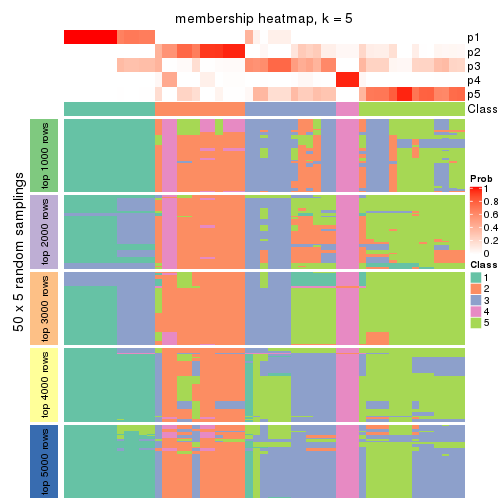 membership heatmap, k = 5
p1
p2
p3
p4
p5
Class
50 x 5 random samplings
top 1000 rows
top 2000 rows
top 3000 rows
top 4000 rows
top 5000 rows
Prob
1
0.8
0.6
0.4
0.2
0
Class
1
2
3
4
5